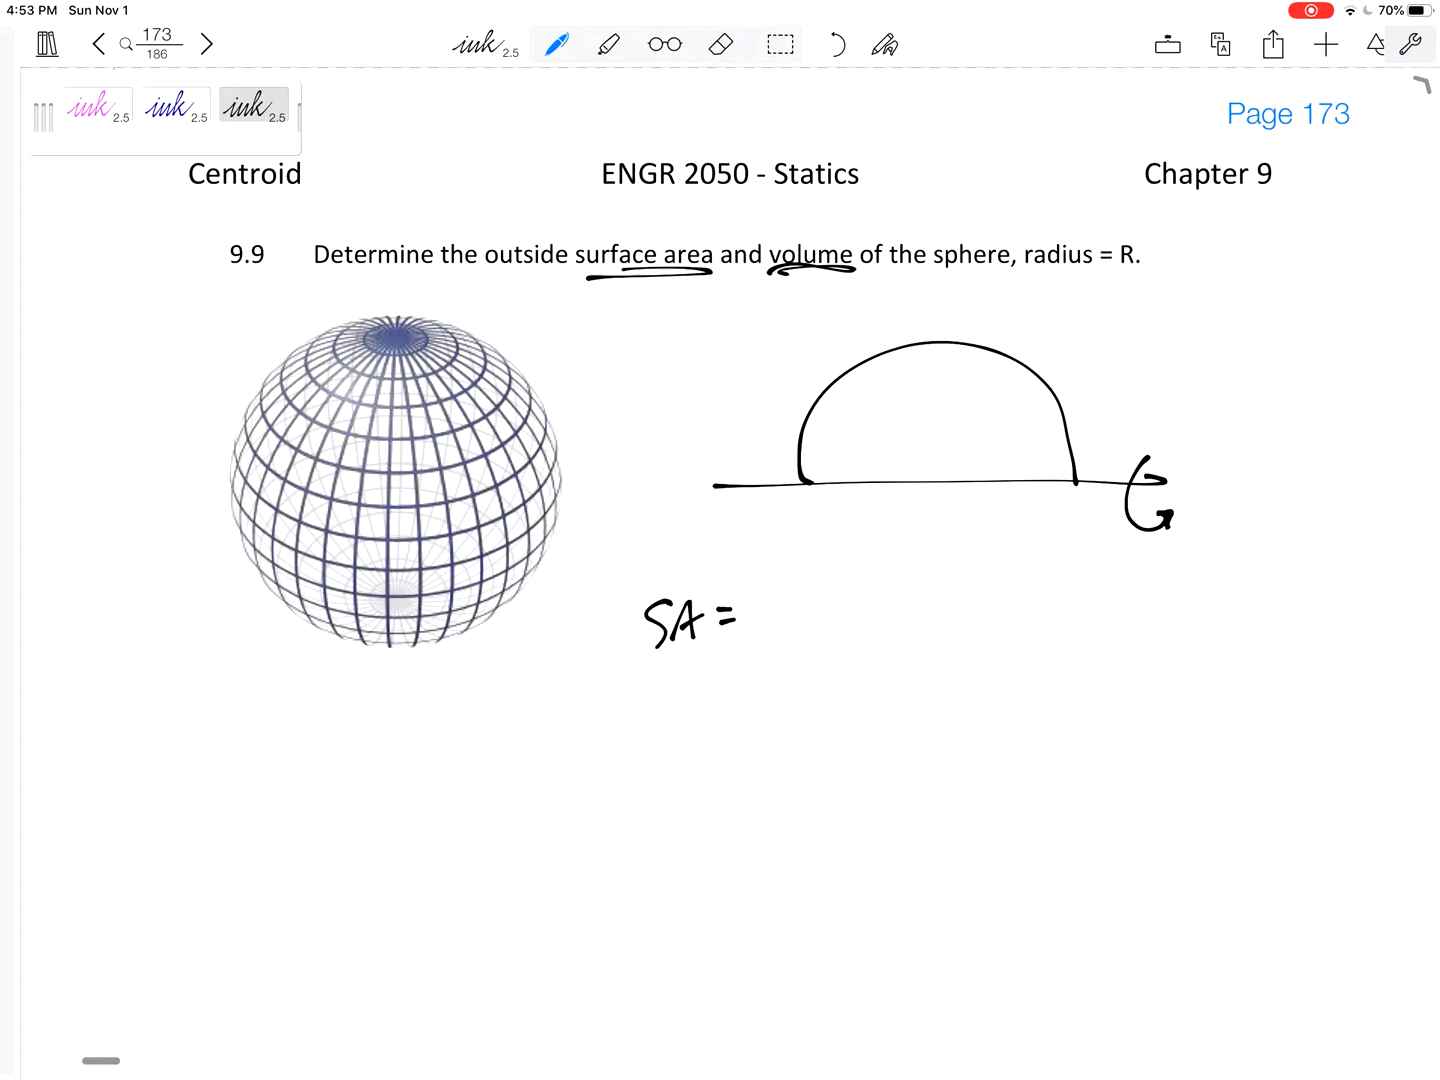 4:53 PM Sun Nov 1
70%
173
186
ink 2.5
A
ink 2.5 ink 2.5 ink 2.5
Page 173
Centroid ENGR 2050 - Statics Chapter 9
9.9 Determine the outside surface area and volume of the sphere, radius = R.
SA =